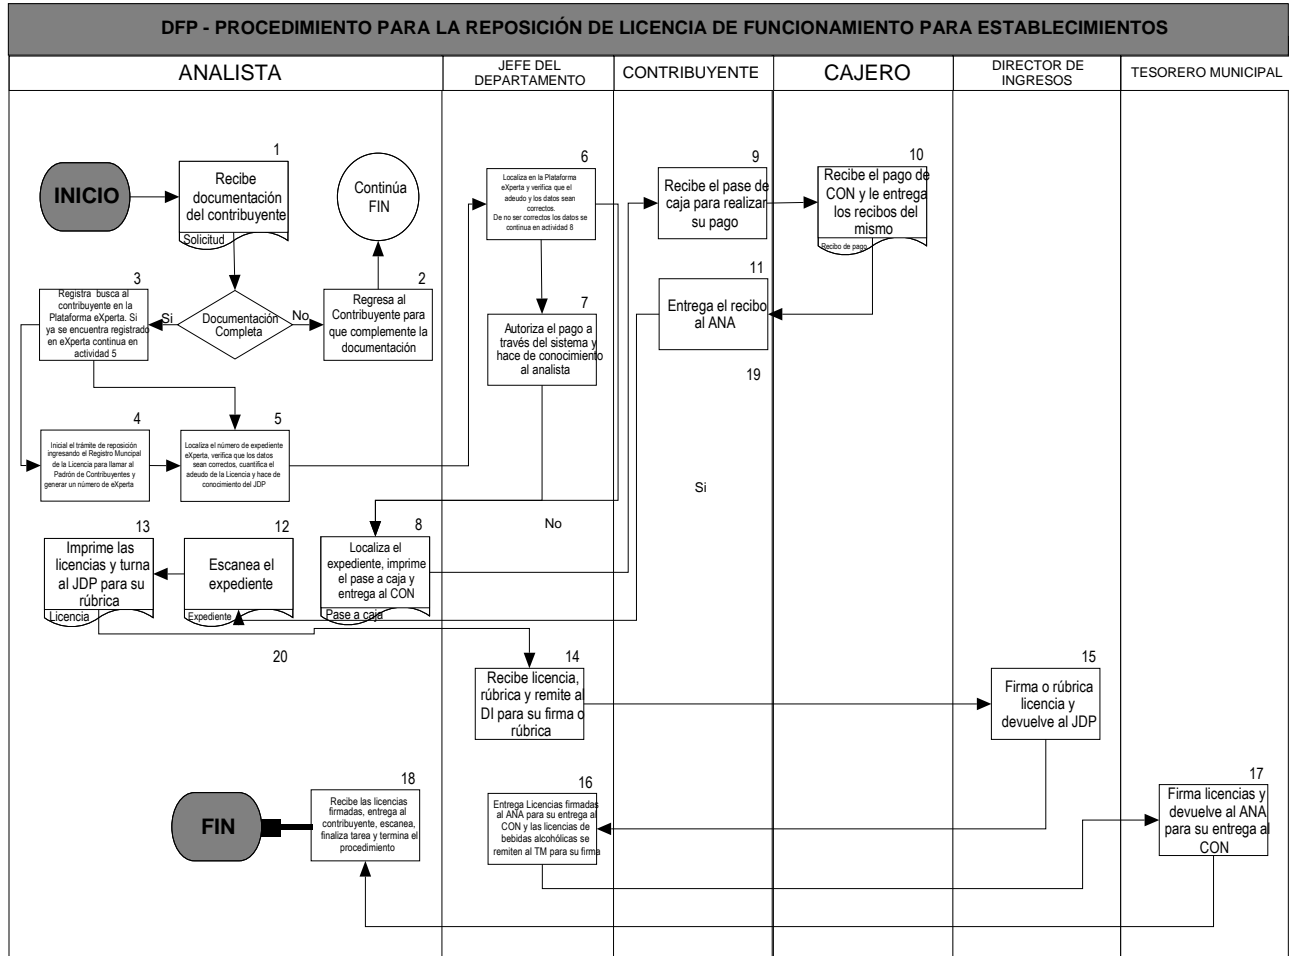 DFP - PROCEDIMIENTO PARA LA REPOSICIÓN DE LICENCIA DE FUNCIONAMIENTO PARA ESTABLECIMIENTOS
ANALISTA
JEFE DEL
DEPARTAMENTO
CONTRIBUYENTE
CAJERO
DIRECTOR DE
INGRESOS
TESORERO MUNICIPAL
INICIO
1
Recibe
documentación
del contribuyente
Solicitud
Continúa
FIN
6
Localiza en la Plataforma
eXperta y verifica que el
adeudo y los datos sean
correctos.
De no ser correctos los datos se
continua en actividad 8
9
Recibe el pase de
caja para realizar
su pago
10
Recibe el pago de
CON y le entrega
los recibos del
mismo
Recibo de pago
3
Registra busca al
contribuyente en la
Plataforma eXperta. Si
ya se encuentra registrado
en eXperta continua en
actividad 5
Si
Documentación
Completa
No
2
Regresa al
Contribuyente para
que complemente la
documentación
7
Autoriza el pago a
través del sistema y
hace de conocimiento
al analista
11
Entrega el recibo
al ANA
19
4
Inicial el trámite de reposición
ingresando el Registro Muncipal
de la Licencia para llamar al
Padrón de Contribuyentes y
generar un número de eXperta
5
Localiza el número de expediente
eXperta, verifica que los datos
sean correctos, cuantifica el
adeudo de la Licencia y hace de
conocimiento del JDP
Si
No
13
Imprime las
licencias y turna
al JDP para su
rúbrica
Licencia
12
Escanea el
expediente
Expediente
8
Localiza el
expediente, imprime
el pase a caja y
entrega al CON
Pase a caja
20
14
Recibe licencia,
rúbrica y remite al
DI para su firma o
rúbrica
15
Firma o rúbrica
licencia y
devuelve al JDP
FIN
18
Recibe las licencias
firmadas, entrega al
contribuyente, escanea,
finaliza tarea y termina el
procedimiento
16
Entrega Licencias firmadas
al ANA para su entrega al
CON y las licencias de
bebidas alcohólicas se
remiten al TM para su firma
17
Firma licencias y
devuelve al ANA
para su entrega al
CON